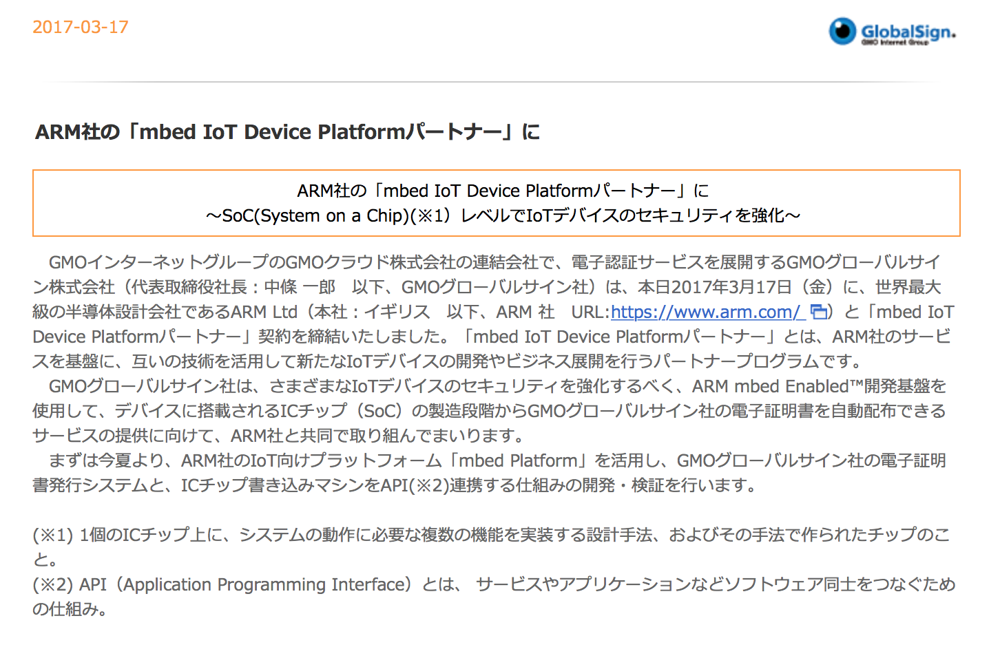 2017-03-17
GlobalSign.
GMO Internet Group
ARM社の「mbed IoT Device Platformパートナー」に
ARM社の「mbed IoT Device Platformパートナー」に
～SoC(System on a Chip)(※1）レベルでIoTデバイスのセキュリティを強化～
　GMOインターネットグループのGMOクラウド株式会社の連結会社で、電子認証サービスを展開するGMOグローバルサイ
ン株式会社（代表取締役社長：中條 一郎　以下、GMOグローバルサイン社）は、本日2017年3月17日（金）に、世界最大
級の半導体設計会社であるARM Ltd（本社：イギリス　以下、ARM 社　URL:https://www.arm.com/ ）と「mbed IoT
Device Platformパートナー」契約を締結いたしました。「mbed IoT Device Platformパートナー」とは、ARM社のサービ
スを基盤に、互いの技術を活用して新たなIoTデバイスの開発やビジネス展開を行うパートナープログラムです。
　GMOグローバルサイン社は、さまざまなIoTデバイスのセキュリティを強化するべく、ARM mbed Enabled™開発基盤を
使用して、デバイスに搭載されるICチップ（SoC）の製造段階からGMOグローバルサイン社の電子証明書を自動配布できる
サービスの提供に向けて、ARM社と共同で取り組んでまいります。
　まずは今夏より、ARM社のIoT向けプラットフォーム「mbed Platform」を活用し、GMOグローバルサイン社の電子証明
書発行システムと、ICチップ書き込みマシンをAPI(※2)連携する仕組みの開発・検証を行います。
(※1) 1個のICチップ上に、システムの動作に必要な複数の機能を実装する設計手法、およびその手法で作られたチップのこ
と。
(※2) API（Application Programming Interface）とは、 サービスやアプリケーションなどソフトウェア同士をつなぐため
の仕組み。